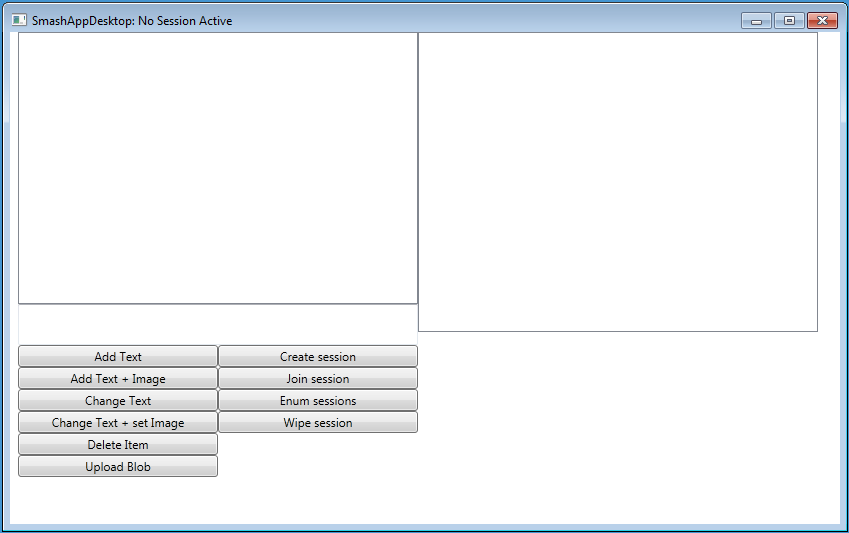 SmashAppDesktop: No Session Active
Add Text
Create session
Add Text + Image
Join session
Change Text
Enum sessions
Change Text + set Image
Wipe session
Delete Item
Upload Blob